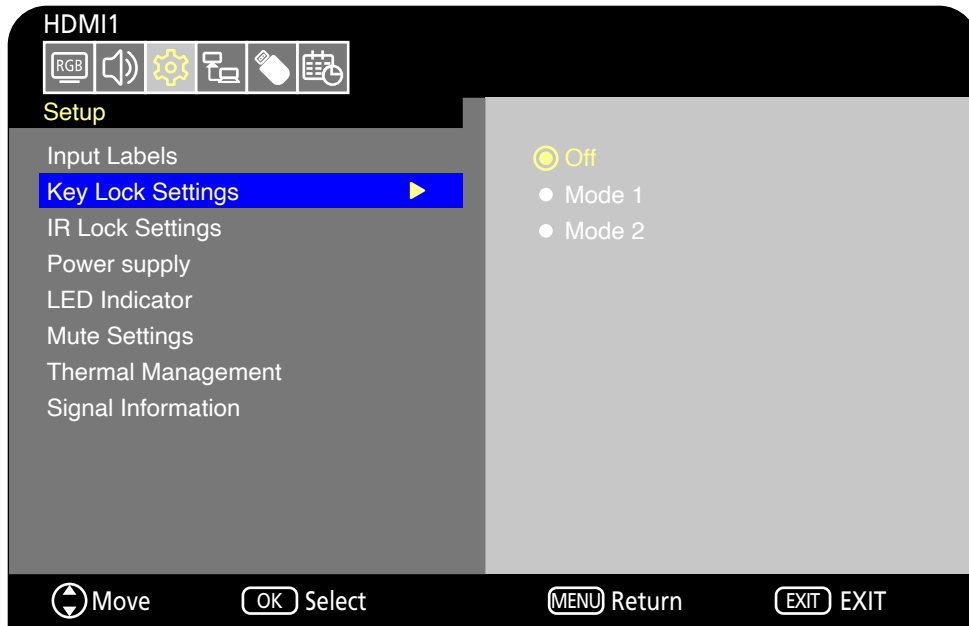 HDMI1
RGB
Setup
Input Labels
Key Lock Settings
IR Lock Settings
Power supply
LED Indicator
Mute Settings
Thermal Management
Signal Information
Off
Mode 1
Mode 2
Move OK Select MENU Return EXIT EXIT